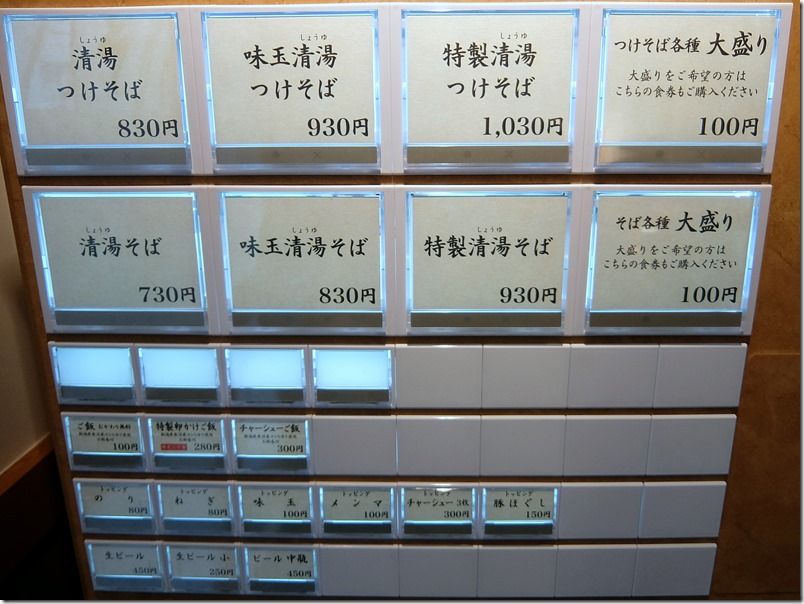 しょうゆ
清湯
つけそば
830円
しょうゆ
味玉清湯
つけそば
930円
しょうゆ
特製清湯
つけそば
1,030円
つけそば各種 大盛り
大盛りをご希望の方は
こちらの食券もご購入ください
100円
しょうゆ
清湯そば
730円
しょうゆ
味玉清湯そば
830円
しょうゆ
特製清湯そば
930円
そば各種 大盛り
大盛りをご希望の方は
こちらの食券もご購入ください
100円
ご飯 おかわり無料
100円
特製卵かけご飯
280円
チャーシューご飯
300円
トッピング
のり
80円
トッピング
ねぎ
80円
トッピング
味玉
100円
トッピング
メンマ
100円
トッピング
チャーシュー 3枚
300円
トッピング
豚ほぐし
150円
生ビール
450円
生ビール 小
250円
ビール 中瓶
450円